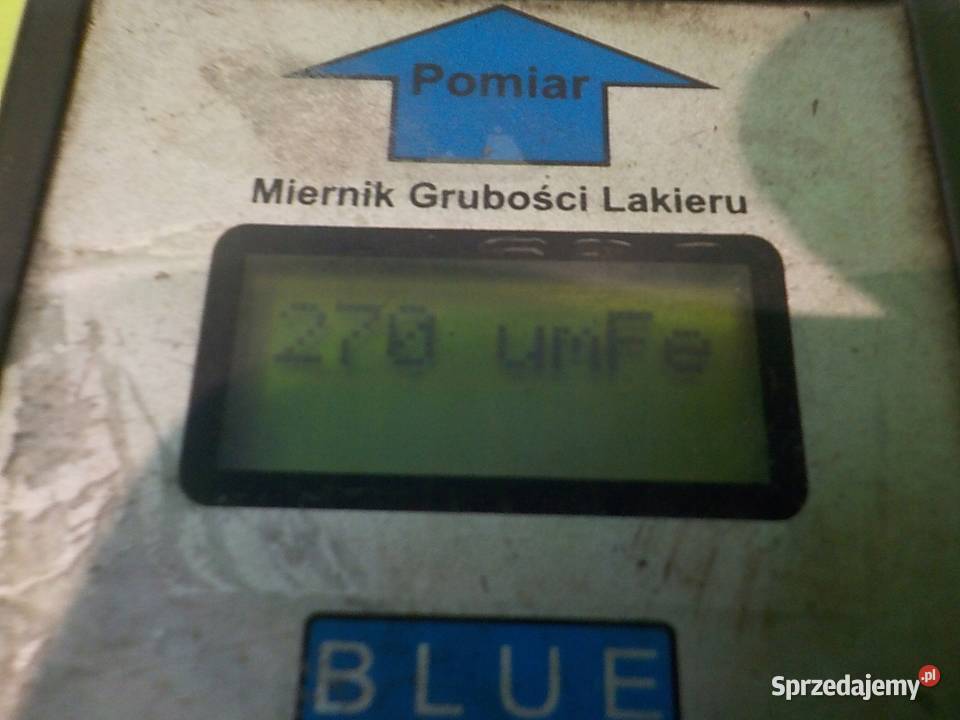 Pomiar
Miernik Grubości Lakieru
270 umFe
BLUE
Sprzedajemy.pl